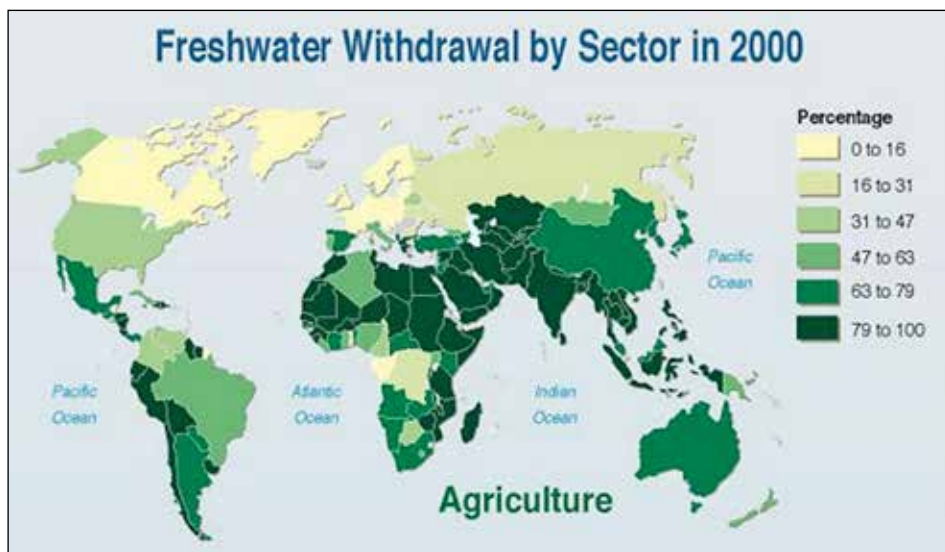 Freshwater Withdrawal by Sector in 2000
Percentage
0 to 16
16 to 31
31 to 47
47 to 63
63 to 79
79 to 100
Pacific
Ocean
Pacific
Ocean
Atlantic
Ocean
Indian
Ocean
Agriculture